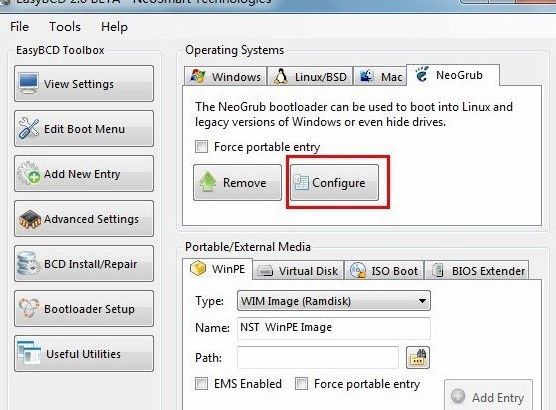 EasyBCD 2.0 BETA - NeoSmart Technologies
File Tools Help
EasyBCD Toolbox
View Settings
Edit Boot Menu
Add New Entry
Advanced Settings
BCD Install/Repair
Bootloader Setup
Useful Utilities
Operating Systems
Windows Linux/BSD Mac NeoGrub
The NeoGrub bootloader can be used to boot into Linux and
legacy versions of Windows or even hide drives.
Force portable entry
Remove Configure
Portable/External Media
WinPE Virtual Disk ISO Boot BIOS Extender
Type: WIM Image (Ramdisk)
Name: NST WinPE Image
Path:
EMS Enabled Force portable entry
Add Entry